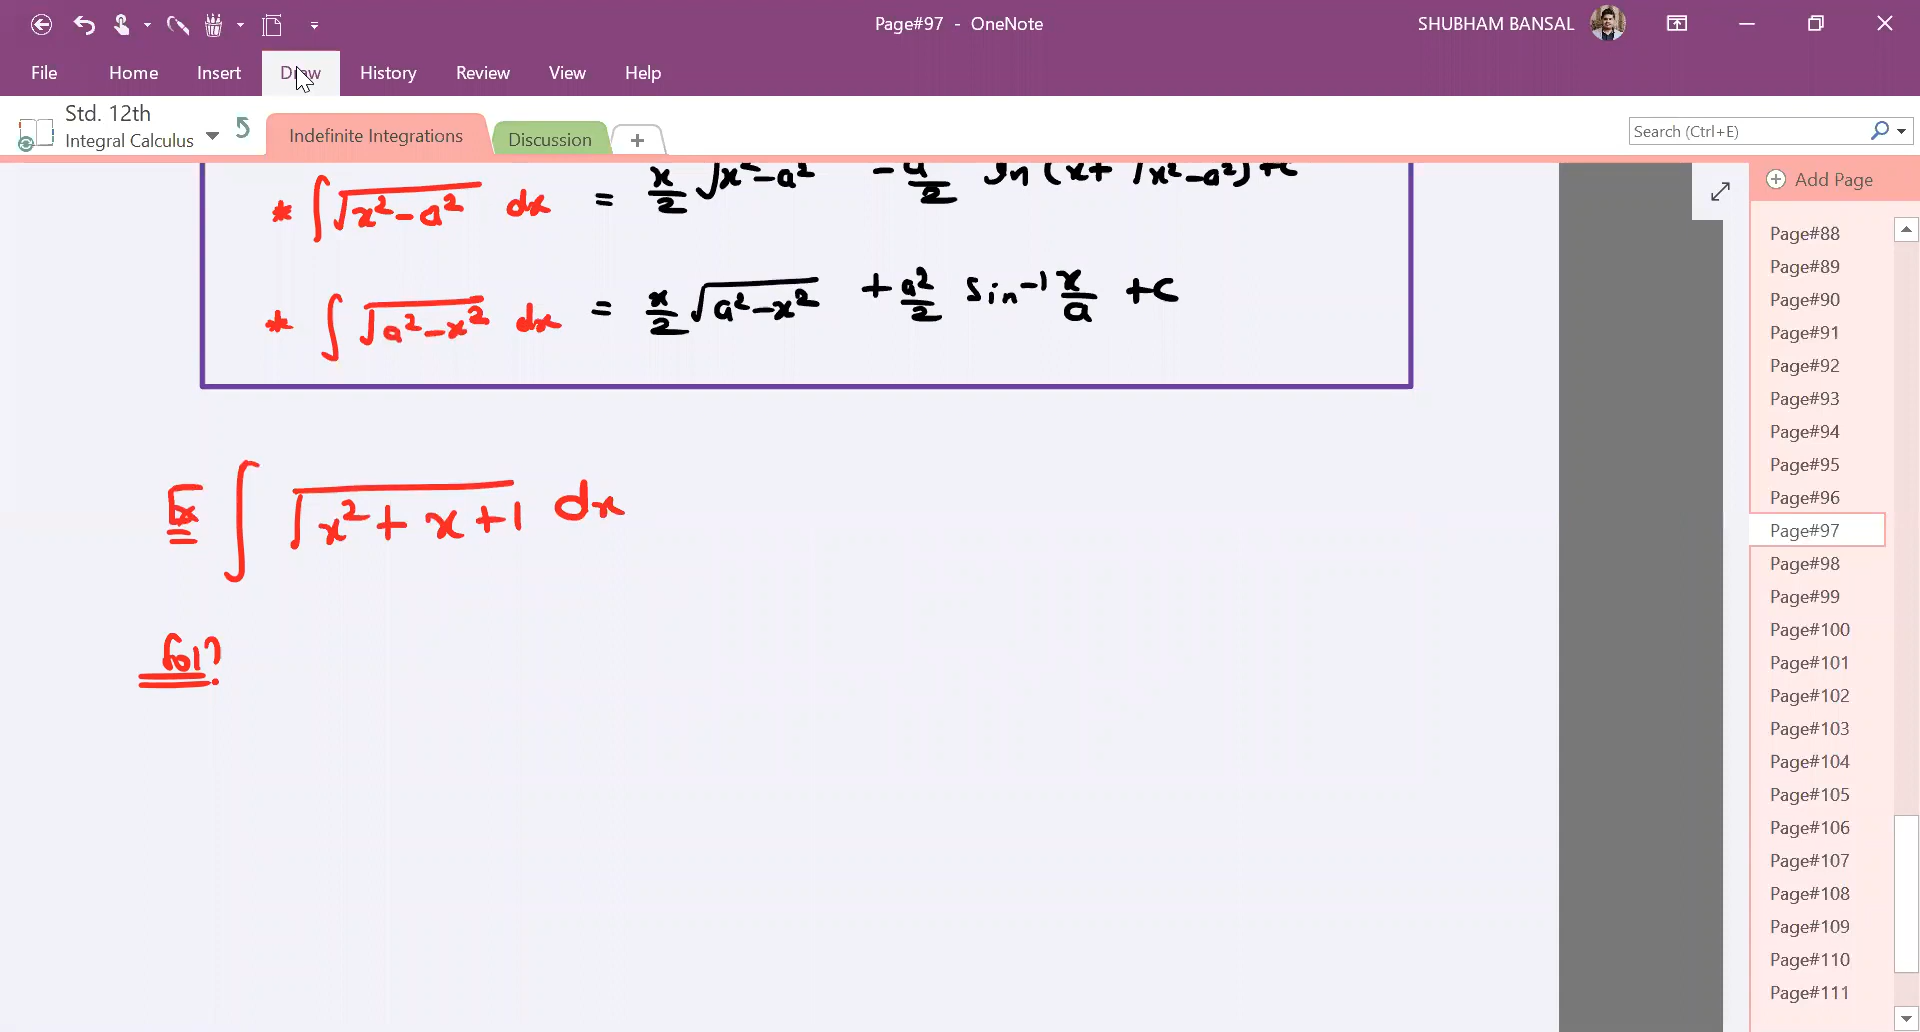 Page#97 - OneNote
SHUBHAM BANSAL
File Home Insert Draw History Review View Help
Std. 12th
Integral Calculus
Indefinite Integrations
Discussion
+
Search (Ctrl+E)
Add Page
* ∫ √(x² - a²) dx = x/2 √(x² - a²) - a²/2 ln (x + √(x² - a²)) + c
* ∫ √(a² - x²) dx = x/2 √(a² - x²) + a²/2 sin⁻¹ x/a + c
Ex ∫ √(x² + x + 1) dx
Solⁿ.
Page#88
Page#89
Page#90
Page#91
Page#92
Page#93
Page#94
Page#95
Page#96
Page#97
Page#98
Page#99
Page#100
Page#101
Page#102
Page#103
Page#104
Page#105
Page#106
Page#107
Page#108
Page#109
Page#110
Page#111